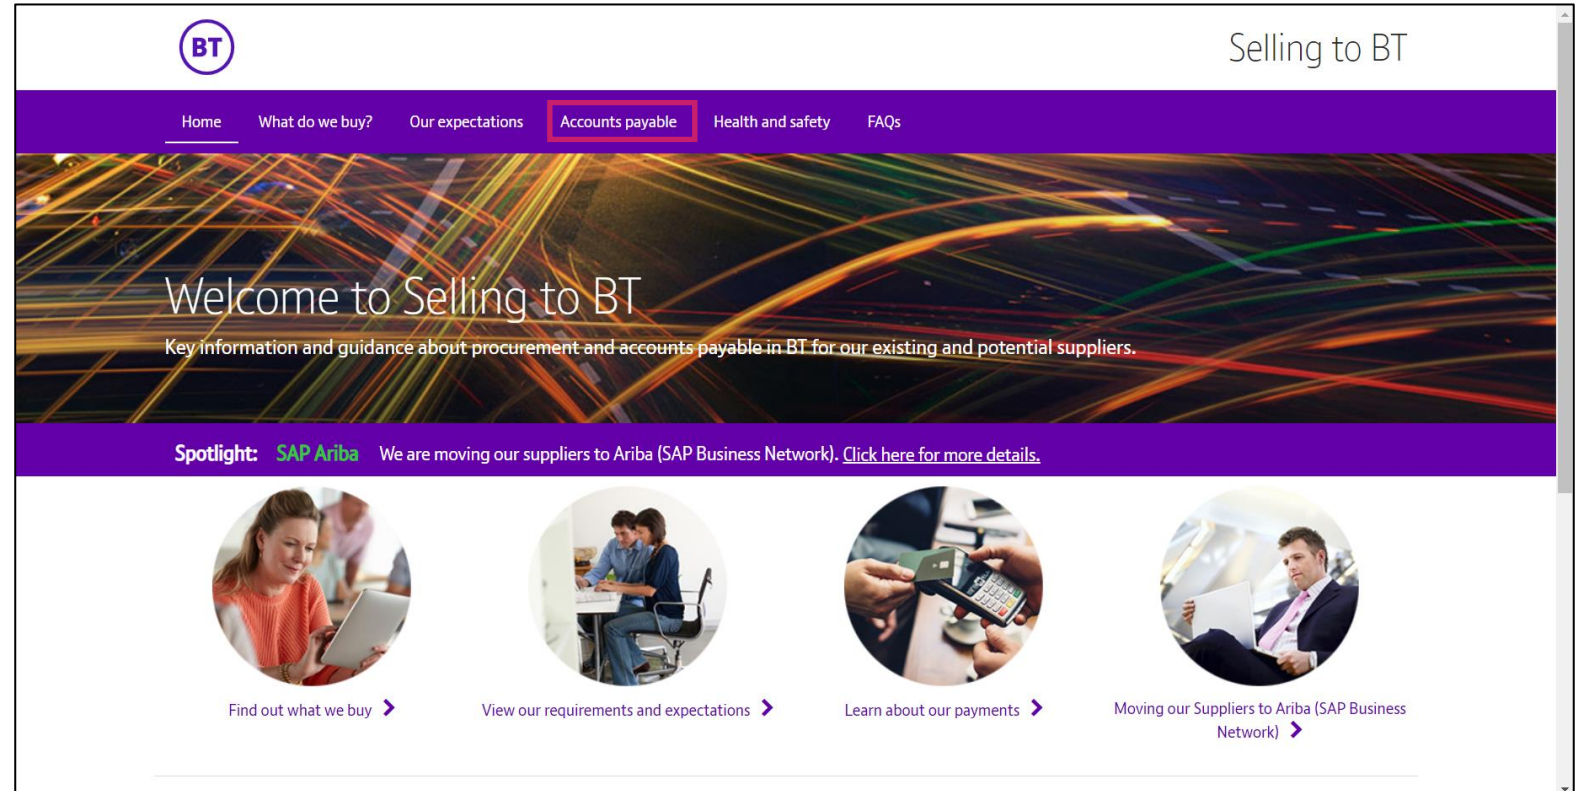 BT
Selling to BT
Home What do we buy? Our expectations Accounts payable Health and safety FAQs
Welcome to Selling to BT
Key information and guidance about procurement and accounts payable in BT for our existing and potential suppliers.
Spotlight: SAP Ariba We are moving our suppliers to Ariba (SAP Business Network). Click here for more details.
Find out what we buy
View our requirements and expectations
Learn about our payments
Moving our Suppliers to Ariba (SAP Business
Network)